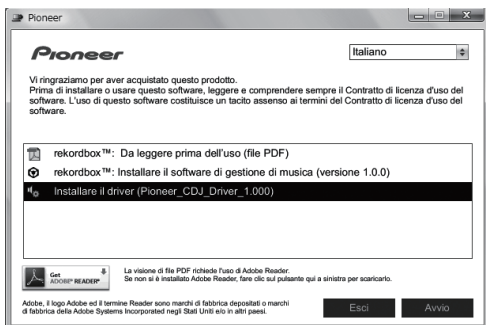 Pioneer
Pioneer
Italiano
Vi ringraziamo per aver acquistato questo prodotto.
Prima di installare o usare questo software, leggere e comprendere sempre il Contratto di licenza d'uso del
software. L'uso di questo software costituisce un tacito assenso ai termini del Contratto di licenza d'uso del
software.
rekordbox™: Da leggere prima dell'uso (file PDF)
rekordbox™: Installare il software di gestione di musica (versione 1.0.0)
Installare il driver (Pioneer_CDJ_Driver_1.000)
Get
ADOBE® READER®
La visione di file PDF richiede l'uso di Adobe Reader.
Se non si è installato Adobe Reader, fare clic sul pulsante qui a sinistra per scaricarlo.
Adobe, il logo Adobe ed il termine Reader sono marchi di fabbrica depositati o marchi
di fabbrica della Adobe Systems Incorporated negli Stati Uniti e/o in altri paesi.
Esci
Avvio